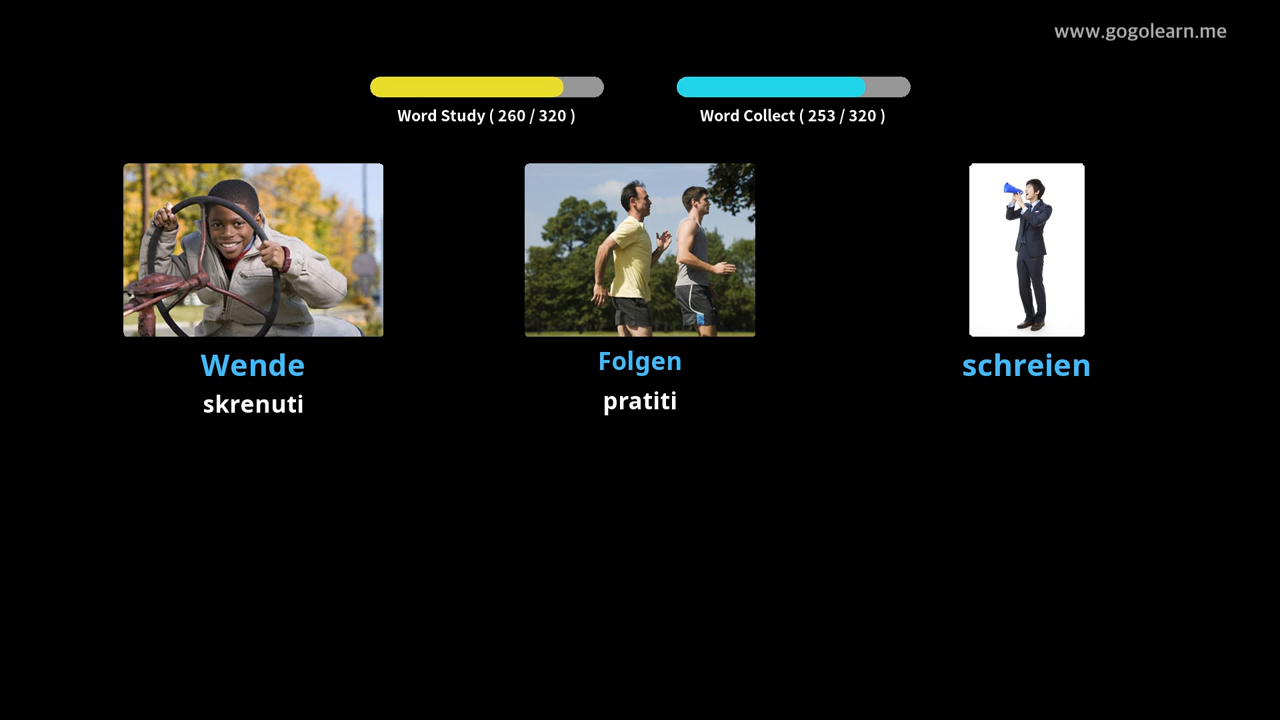 www.gogolearn.me
Word Study ( 260 / 320 )
Word Collect ( 253 / 320 )
Wende
skrenuti
Folgen
pratiti
schreien